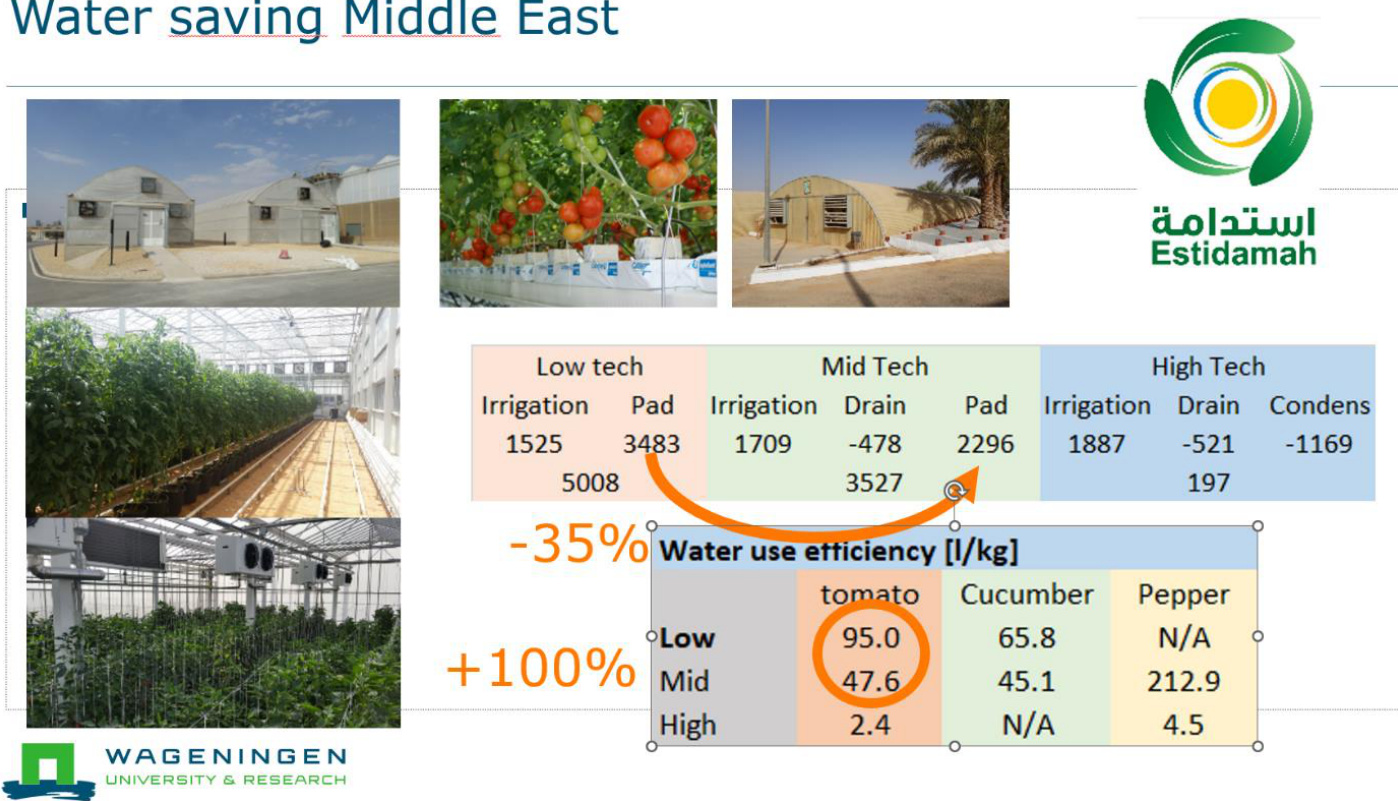 Water saving Middle East
استدامة
Estidamah
Low tech Mid Tech High Tech
Irrigation Pad Irrigation Drain Pad Irrigation Drain Condens
1525 3483 1709 -478 2296 1887 -521 -1169
5008 3527 197
-35%
Water use efficiency [l/kg]
tomato Cucumber Pepper
Low 95.0 65.8 N/A
+100%
Mid 47.6 45.1 212.9
High 2.4 N/A 4.5
WAGENINGEN
UNIVERSITY & RESEARCH